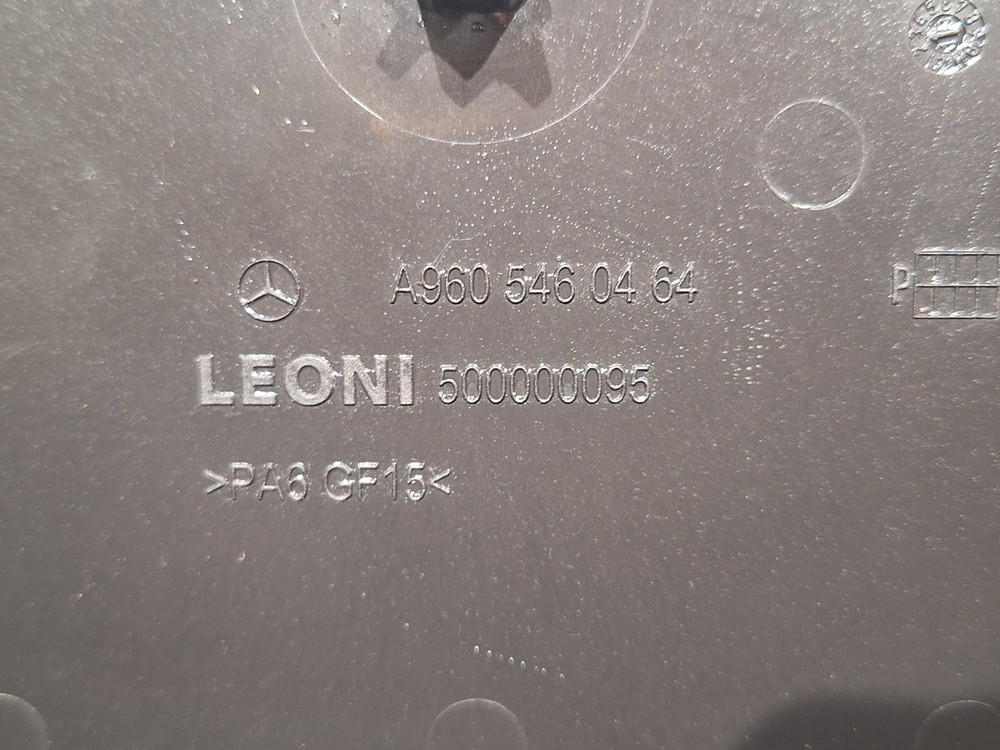 A960 546 04 64
P
LEONI 500000095
>PA6 GF15<